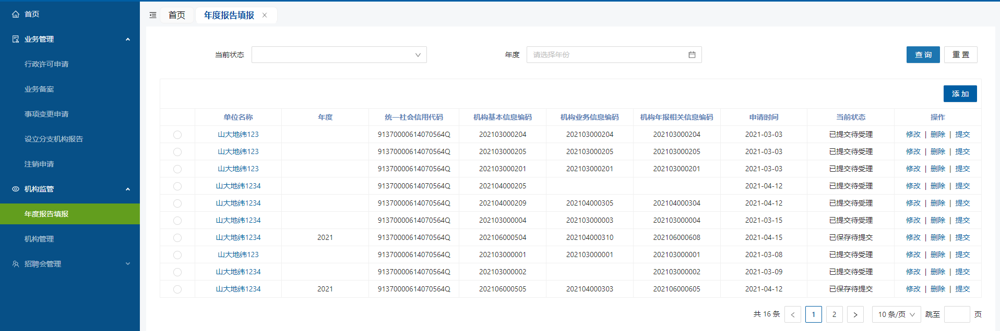 首页
业务管理
行政许可申请
业务备案
事项变更申请
设立分支机构报告
注销申请
机构监管
年度报告填报
机构管理
招聘会管理
首页 年度报告填报
当前状态 年度 请选择年份 查询 重置
添加
单位名称 年度 统一社会信用代码 机构基本信息编码 机构业务信息编码 机构年报相关信息编码 申请时间 当前状态 操作
山大地纬123 91370000614070564Q 202103000204 202103000204 202103000204 2021-03-03 已提交待受理 修改 | 删除 | 提交
山大地纬123 91370000614070564Q 202103000205 202103000205 202103000205 2021-03-03 已提交待受理 修改 | 删除 | 提交
山大地纬123 91370000614070564Q 202103000201 202103000201 202103000201 2021-03-03 已提交待受理 修改 | 删除 | 提交
山大地纬1234 91370000614070564Q 202104000205 2021-04-12 已提交待受理 修改 | 删除 | 提交
山大地纬1234 91370000614070564Q 202104000209 202104000305 202104000304 2021-04-12 已提交待受理 修改 | 删除 | 提交
山大地纬1234 91370000614070564Q 202103000004 202103000003 202103000004 2021-03-15 已提交待受理 修改 | 删除 | 提交
山大地纬1234 2021 91370000614070564Q 202106000504 202104000310 202106000608 2021-04-15 已保存待提交 修改 | 删除 | 提交
山大地纬123 91370000614070564Q 202103000001 202103000001 202103000001 2021-03-08 已提交待受理 修改 | 删除 | 提交
山大地纬1234 91370000614070564Q 202103000002 202103000002 2021-03-09 已提交待受理 修改 | 删除 | 提交
山大地纬1234 2021 91370000614070564Q 202106000505 202104000303 202106000605 2021-04-12 已保存待提交 修改 | 删除 | 提交
共 16 条 < 1 2 > 10 条/页 跳至 页